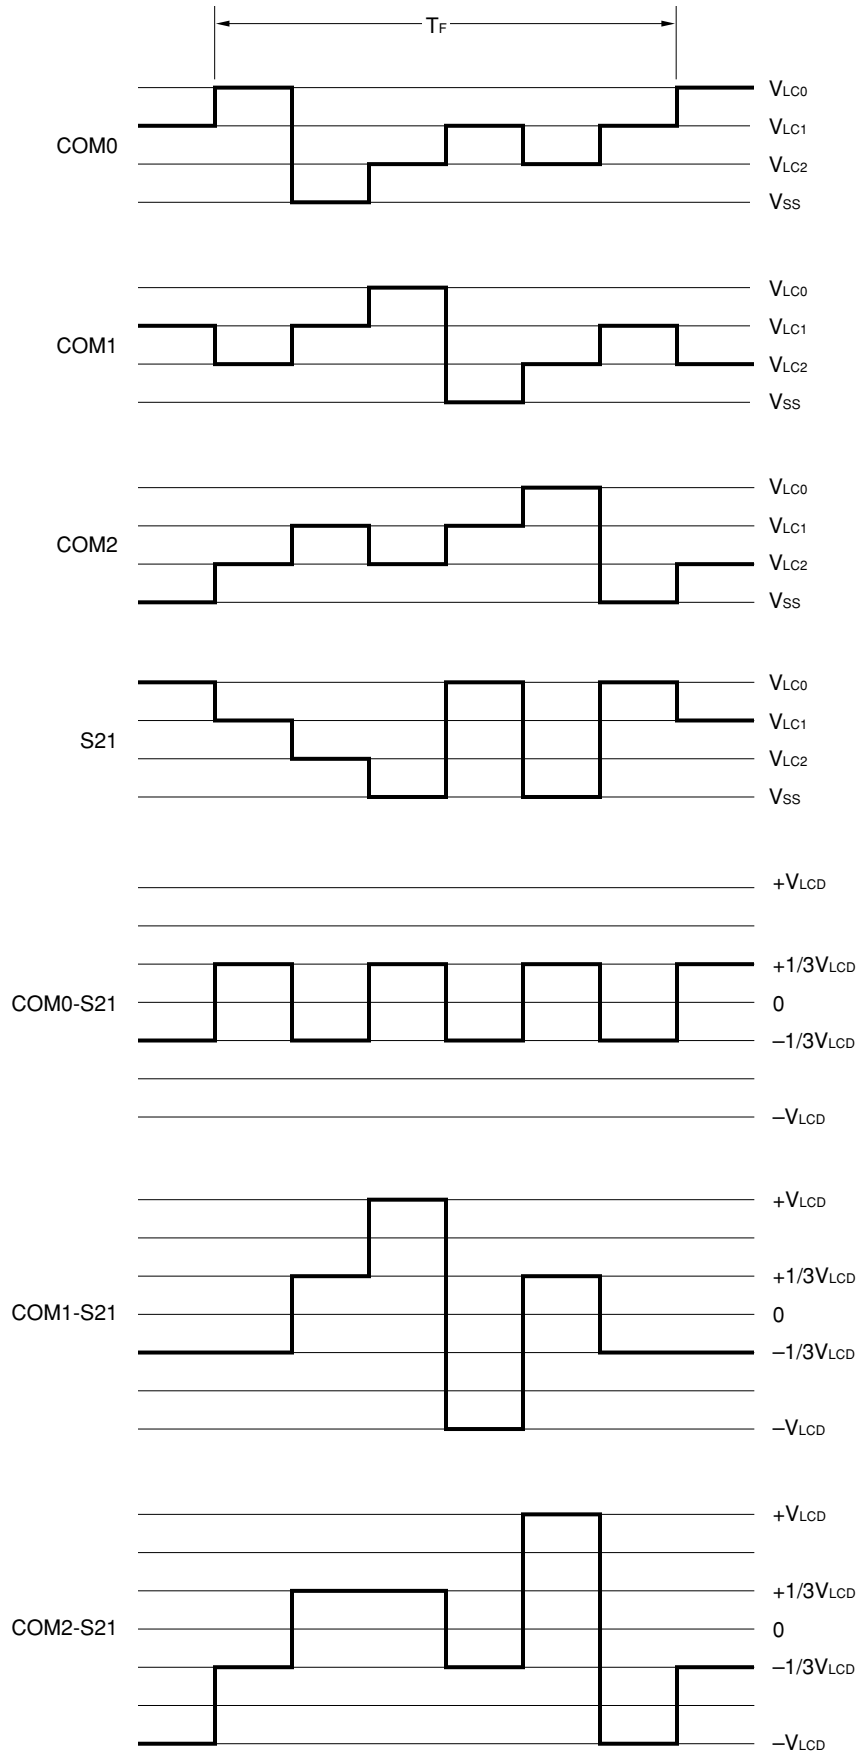 TF
COM0
VLC0
VLC1
VLC2
VSS
COM1
VLC0
VLC1
VLC2
VSS
COM2
VLC0
VLC1
VLC2
VSS
S21
VLC0
VLC1
VLC2
VSS
COM0-S21
+VLCD
+1/3VLCD
0
–1/3VLCD
–VLCD
COM1-S21
+VLCD
+1/3VLCD
0
–1/3VLCD
–VLCD
COM2-S21
+VLCD
+1/3VLCD
0
–1/3VLCD
–VLCD